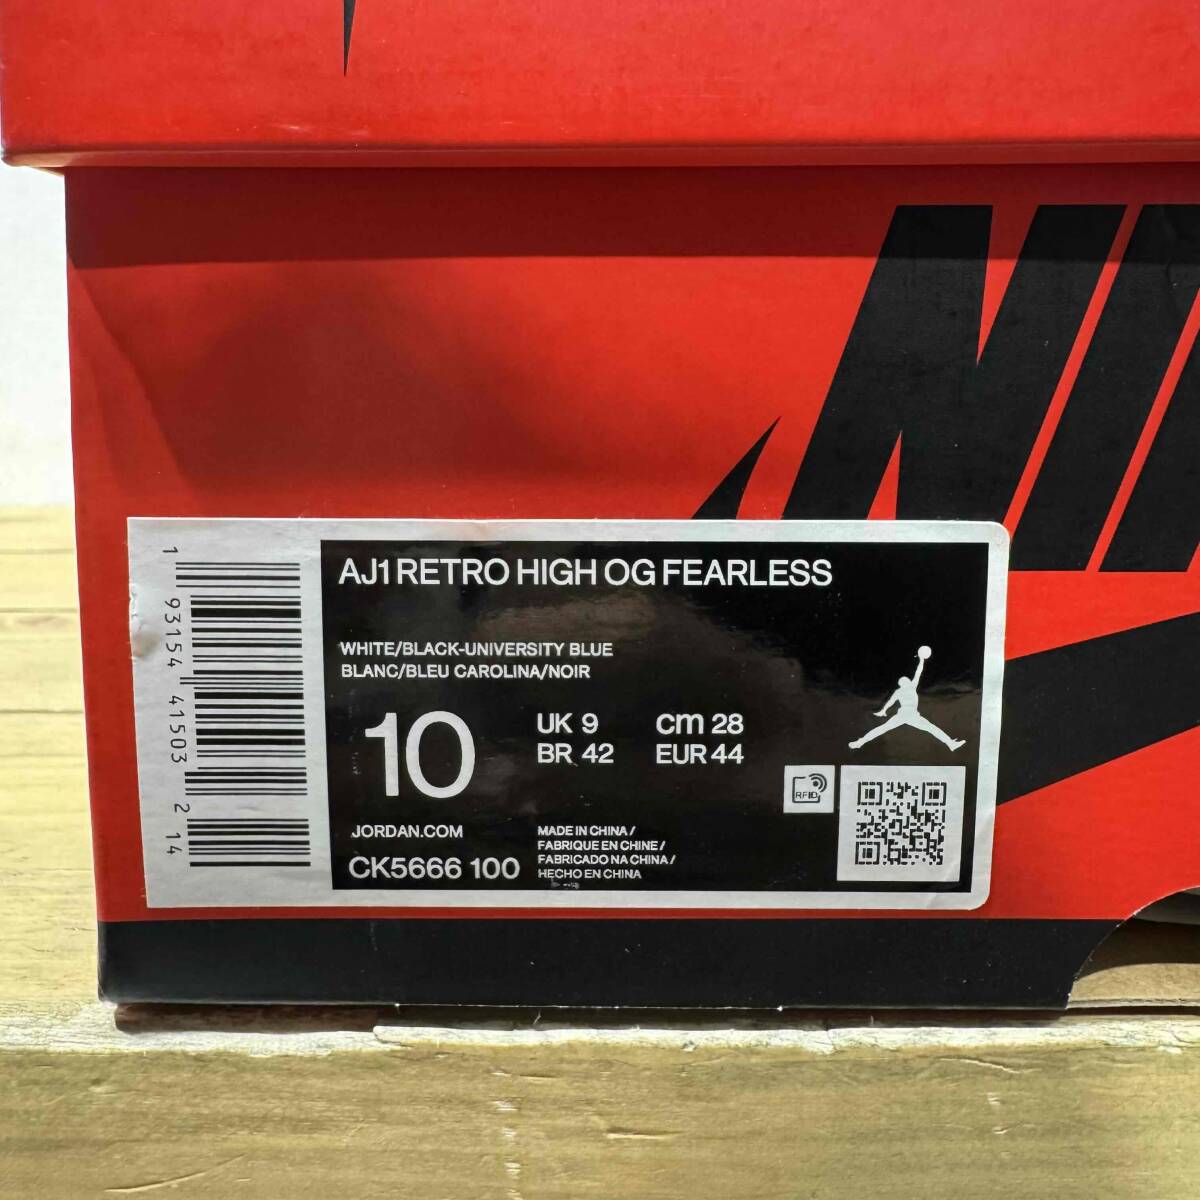 NIK
AJ1 RETRO HIGH OG FEARLESS
WHITE/BLACK-UNIVERSITY BLUE
BLANC/BLEU CAROLINA/NOIR
10
UK 9 cm 28
BR 42 EUR 44
RFID
JORDAN.COM
CK5666 100
MADE IN CHINA /
FABRIQUE EN CHINE /
FABRICADO NA CHINA /
HECHO EN CHINA
1 93154 41503 2 14